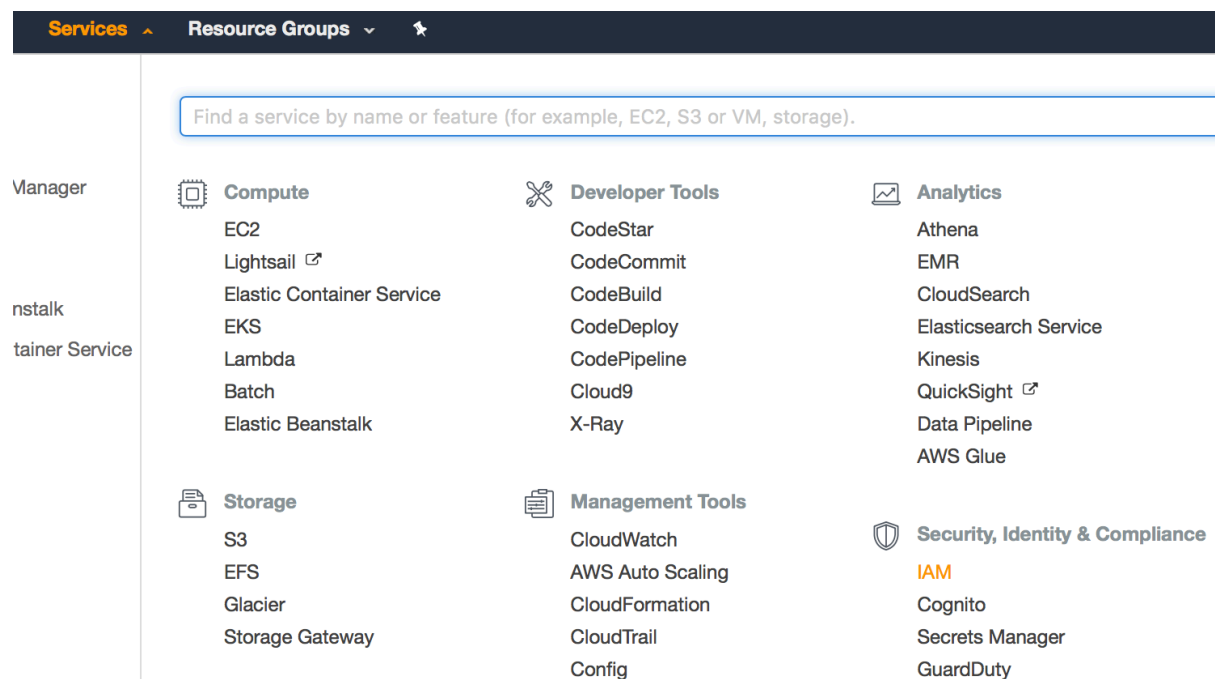 Services
Resource Groups
Find a service by name or feature (for example, EC2, S3 or VM, storage).
Manager
nstalk
tainer Service
Compute
EC2
Lightsail
Elastic Container Service
EKS
Lambda
Batch
Elastic Beanstalk
Storage
S3
EFS
Glacier
Storage Gateway
Developer Tools
CodeStar
CodeCommit
CodeBuild
CodeDeploy
CodePipeline
Cloud9
X-Ray
Management Tools
CloudWatch
AWS Auto Scaling
CloudFormation
CloudTrail
Config
Analytics
Athena
EMR
CloudSearch
Elasticsearch Service
Kinesis
QuickSight
Data Pipeline
AWS Glue
Security, Identity & Compliance
IAM
Cognito
Secrets Manager
GuardDuty